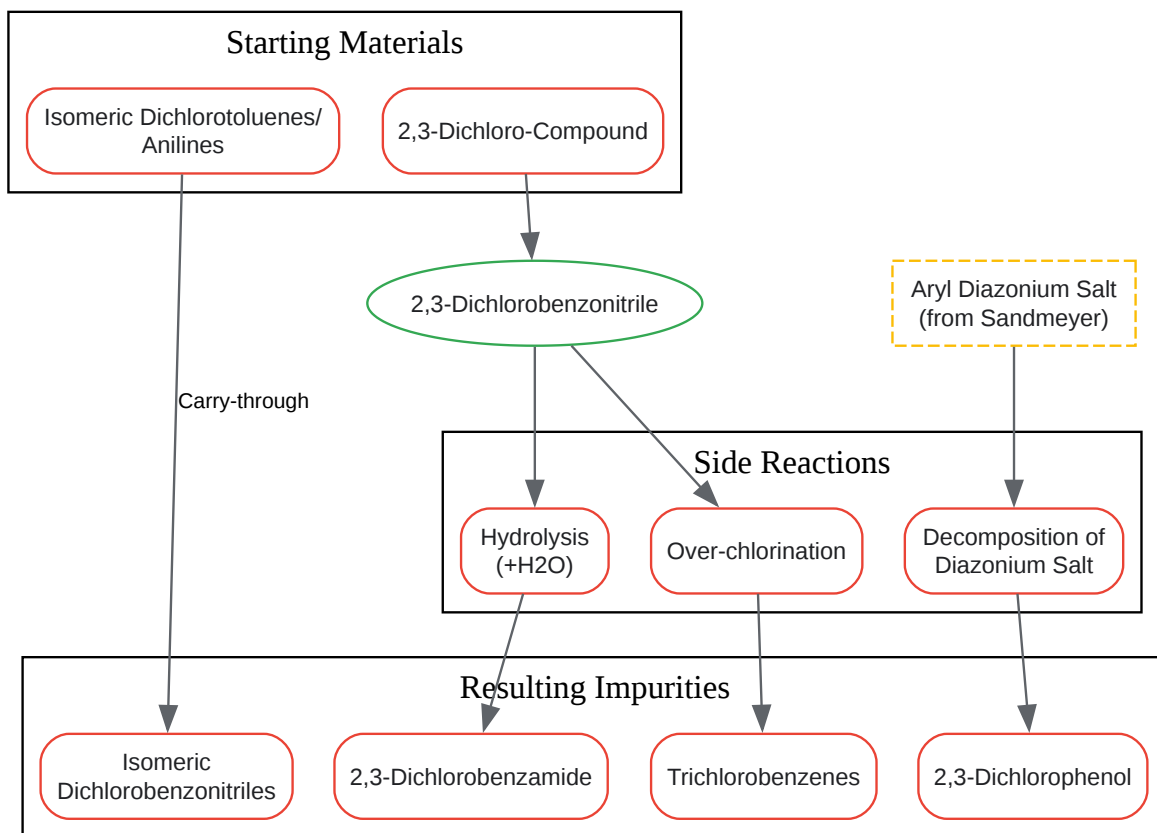 Starting Materials
Isomeric Dichlorotoluenes/
Anilines
2,3-Dichloro-Compound
2,3-Dichlorobenzonitrile
Aryl Diazonium Salt
(from Sandmeyer)
Carry-through
Side Reactions
Hydrolysis
(+H2O)
Over-chlorination
Decomposition of
Diazonium Salt
Resulting Impurities
Isomeric
Dichlorobenzonitriles
2,3-Dichlorobenzamide
Trichlorobenzenes
2,3-Dichlorophenol